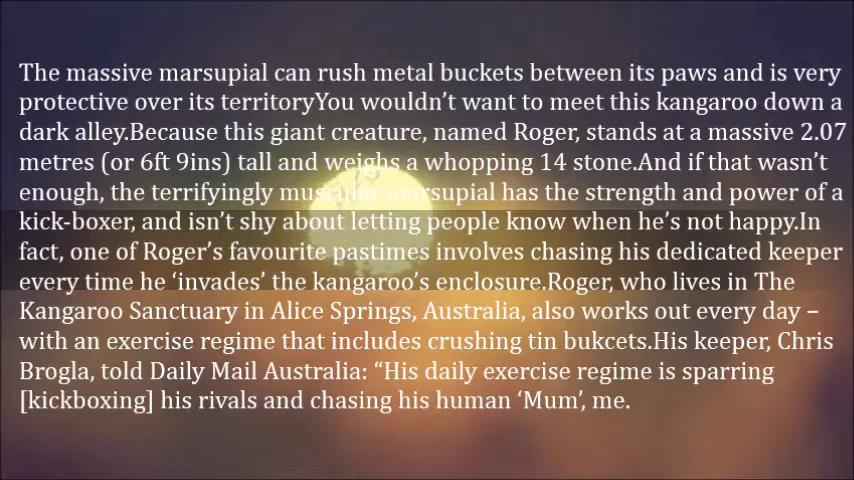 The massive marsupial can rush metal buckets between its paws and is very
protective over its territoryYou wouldn’t want to meet this kangaroo down a
dark alley.Because this giant creature, named Roger, stands at a massive 2.07
metres (or 6ft 9ins) tall and weighs a whopping 14 stone.And if that wasn’t
enough, the terrifyingly muscular marsupial has the strength and power of a
kick-boxer, and isn’t shy about letting people know when he’s not happy.In
fact, one of Roger’s favourite pastimes involves chasing his dedicated keeper
every time he ‘invades’ the kangaroo’s enclosure.Roger, who lives in The
Kangaroo Sanctuary in Alice Springs, Australia, also works out every day –
with an exercise regime that includes crushing tin bukcets.His keeper, Chris
Brogla, told Daily Mail Australia: “His daily exercise regime is sparring
[kickboxing] his rivals and chasing his human ‘Mum’, me.